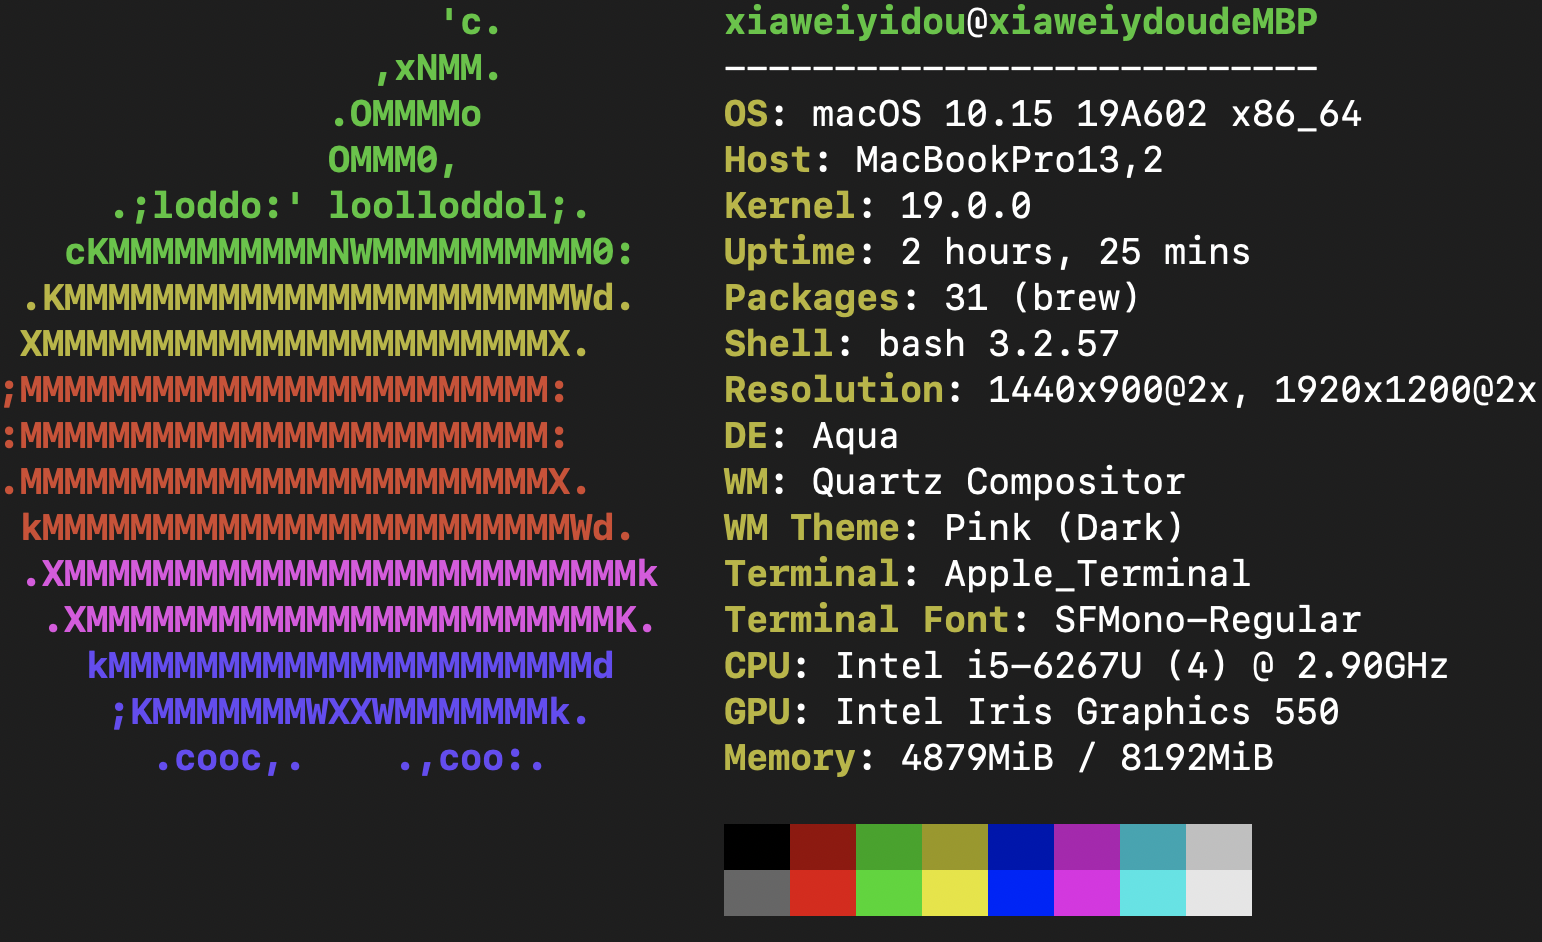 'c.          xiaweiyidou@xiaweiydoudeMBP
                 ,xNMM.          ---------------------------
               .OMMMMo           OS: macOS 10.15 19A602 x86_64
               OMMM0,            Host: MacBookPro13,2
     .;loddo:' loolloddol;.      Kernel: 19.0.0
   cKMMMMMMMMMMNWMMMMMMMMMM0:    Uptime: 2 hours, 25 mins
 .KMMMMMMMMMMMMMMMMMMMMMMMWd.    Packages: 31 (brew)
 XMMMMMMMMMMMMMMMMMMMMMMMX.      Shell: bash 3.2.57
;MMMMMMMMMMMMMMMMMMMMMMMM:       Resolution: 1440x900@2x, 1920x1200@2x
:MMMMMMMMMMMMMMMMMMMMMMMM:       DE: Aqua
.MMMMMMMMMMMMMMMMMMMMMMMMX.      WM: Quartz Compositor
 kMMMMMMMMMMMMMMMMMMMMMMMMWd.    WM Theme: Pink (Dark)
 .XMMMMMMMMMMMMMMMMMMMMMMMMMMk   Terminal: Apple_Terminal
  .XMMMMMMMMMMMMMMMMMMMMMMMMK.   Terminal Font: SFMono-Regular
    kMMMMMMMMMMMMMMMMMMMMMMd     CPU: Intel i5-6267U (4) @ 2.90GHz
     ;KMMMMMMMWXXWMMMMMMMk.      GPU: Intel Iris Graphics 550
       .cooc,.    .,coo:.        Memory: 4879MiB / 8192MiB